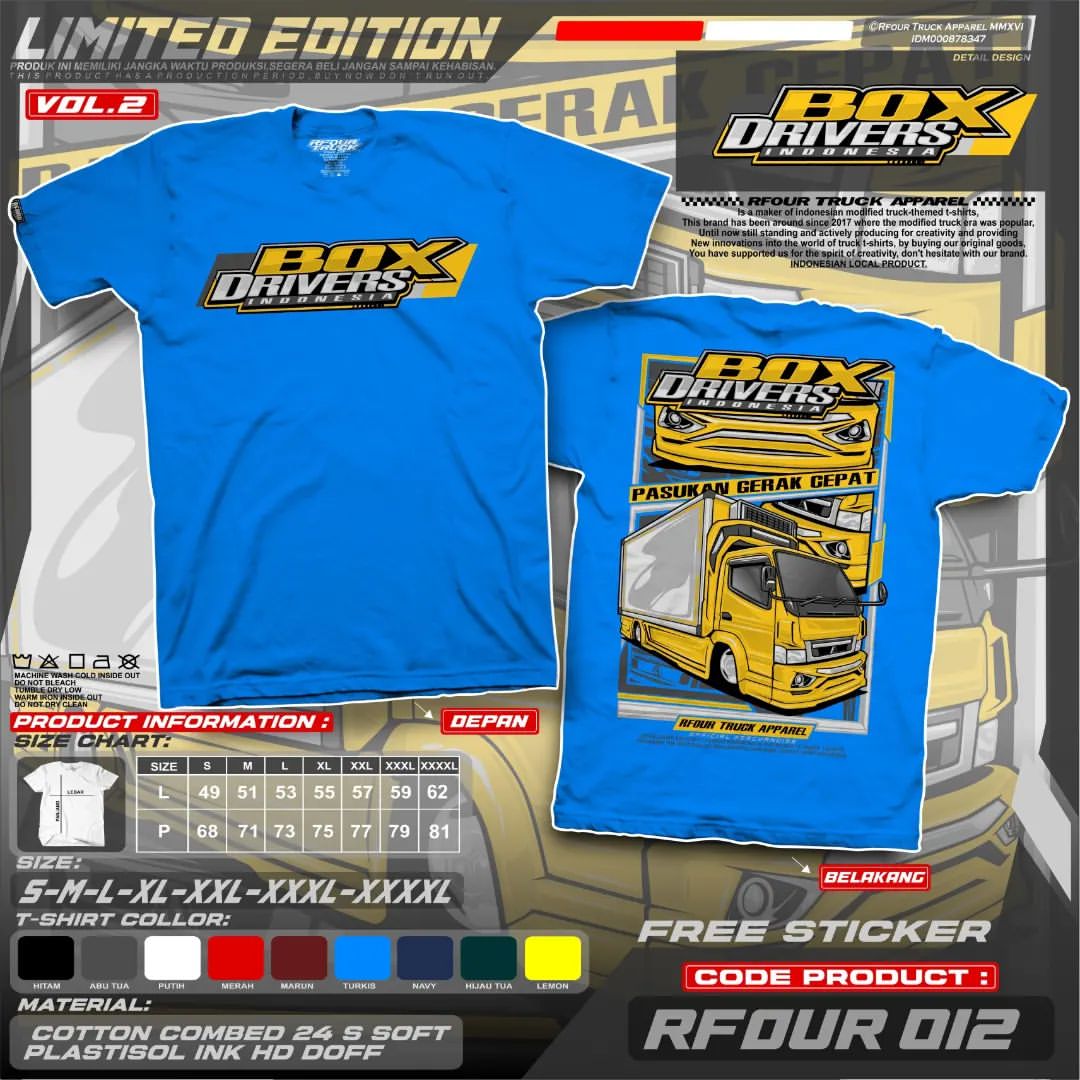 LIMITED EDITION
PRODUK INI MEMILIKI JANGKA WAKTU PRODUKSI,SEGERA BELI JANGAN SAMPAI KEHABISAN.
THIS PRODUCT HAS A PRODUCTION PERIOD, BUY NOW DON'T RUN OUT.
©RFOUR TRUCK APPAREL MMXVI
IDM000878347
DETAIL DESIGN
VOL.2
BOX
DRIVERS
INDONESIA
RFOUR TRUCK APPAREL
Is a maker of indonesian modified truck-themed t-shirts,
This brand has been around since 2017 where the modified truck era was popular,
Until now still standing and actively producing for creativity and providing
New innovations into the world of truck t-shirts, by buying our original goods,
You have supported us for the spirit of creativity, don't hesitate with our brand.
INDONESIAN LOCAL PRODUCT.
GERAK CEPAT
RFOUR
TRUCK
BOX
DRIVERS
INDONESIA
BOX
DRIVERS
INDONESIA
PASUKAN GERAK CEPAT
RFOUR TRUCK APPAREL
MACHINE WASH COLD INSIDE OUT
DO NOT BLEACH
TUMBLE DRY LOW
WARM IRON INSIDE OUT
DO NOT DRY CLEAN
PRODUCT INFORMATION :
DEPAN
SIZE CHART:
LEBAR
PANJANG
SIZE S M L XL XXL XXXL XXXXL
L 49 51 53 55 57 59 62
P 68 71 73 75 77 79 81
BELAKANG
SIZE:
S-M-L-XL-XXL-XXXL-XXXXL
T-SHIRT COLLOR:
HITAM ABU TUA PUTIH MERAH MARUN TURKIS NAVY HIJAU TUA LEMON
MATERIAL:
COTTON COMBED 24 S SOFT
PLASTISOL INK HD DOFF
FREE STICKER
CODE PRODUCT :
RFOUR 012